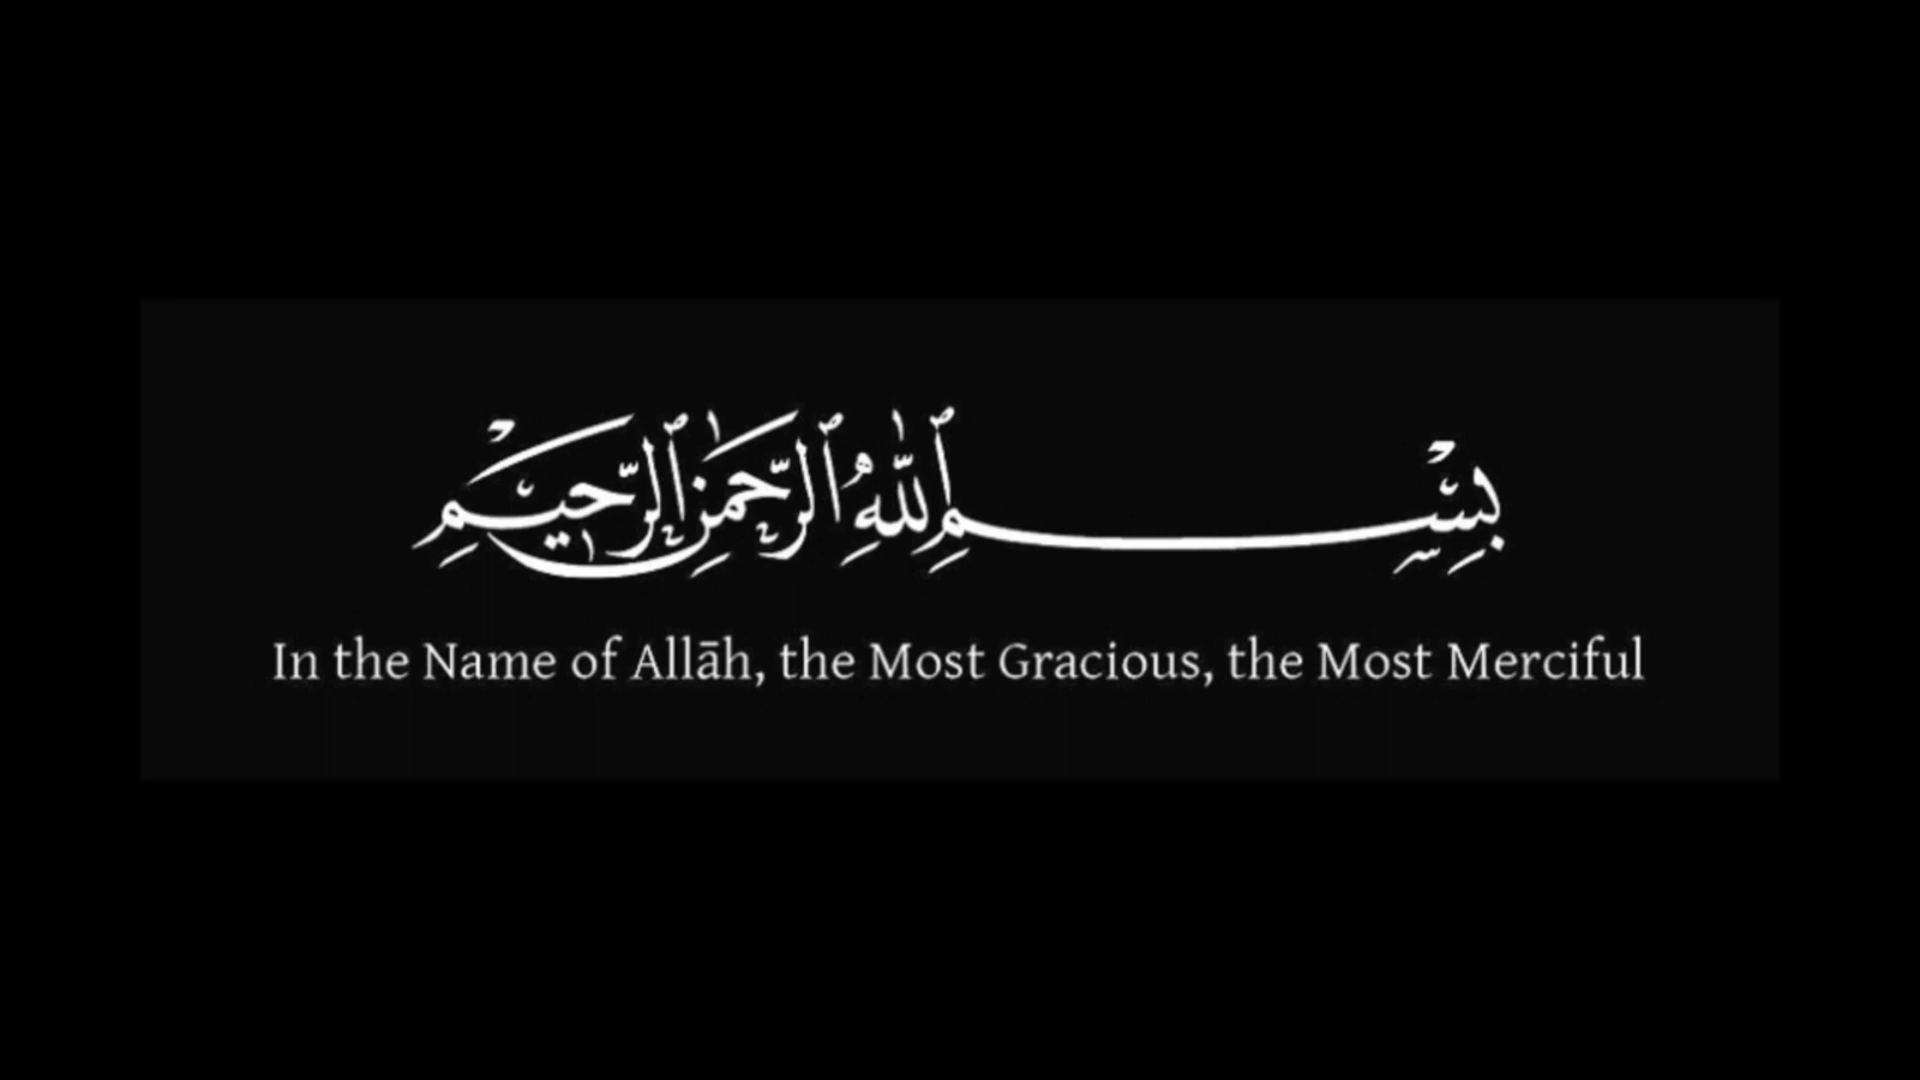 بِسْمِ ٱللَّٰهِ ٱلرَّحْمَٰنِ ٱلرَّحِيمِ
In the Name of Allāh, the Most Gracious, the Most Merciful